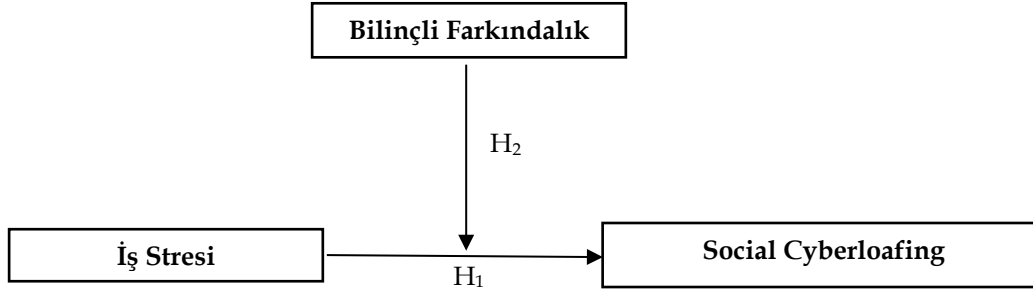 Bilinçli Farkındalık
H₂
İş Stresi
Social Cyberloafing
H₁